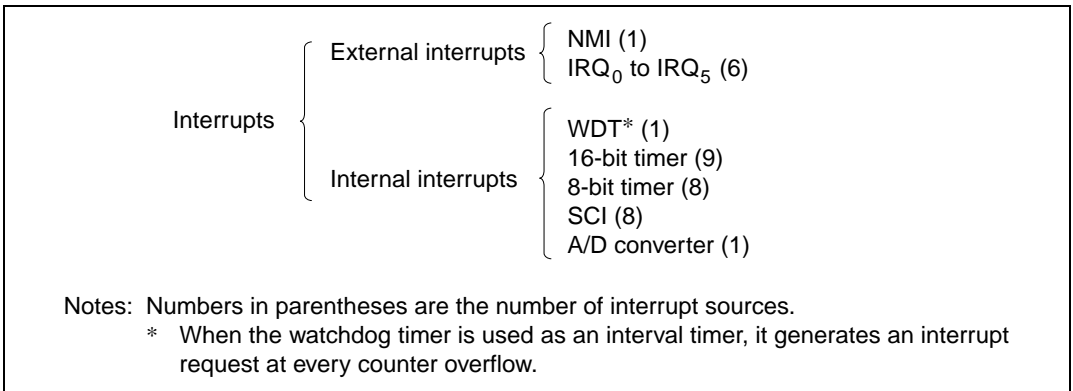 Interrupts
External interrupts
NMI (1)
IRQ₀ to IRQ₅ (6)
Internal interrupts
WDT* (1)
16-bit timer (9)
8-bit timer (8)
SCI (8)
A/D converter (1)
Notes: Numbers in parentheses are the number of interrupt sources.
* When the watchdog timer is used as an interval timer, it generates an interrupt
request at every counter overflow.